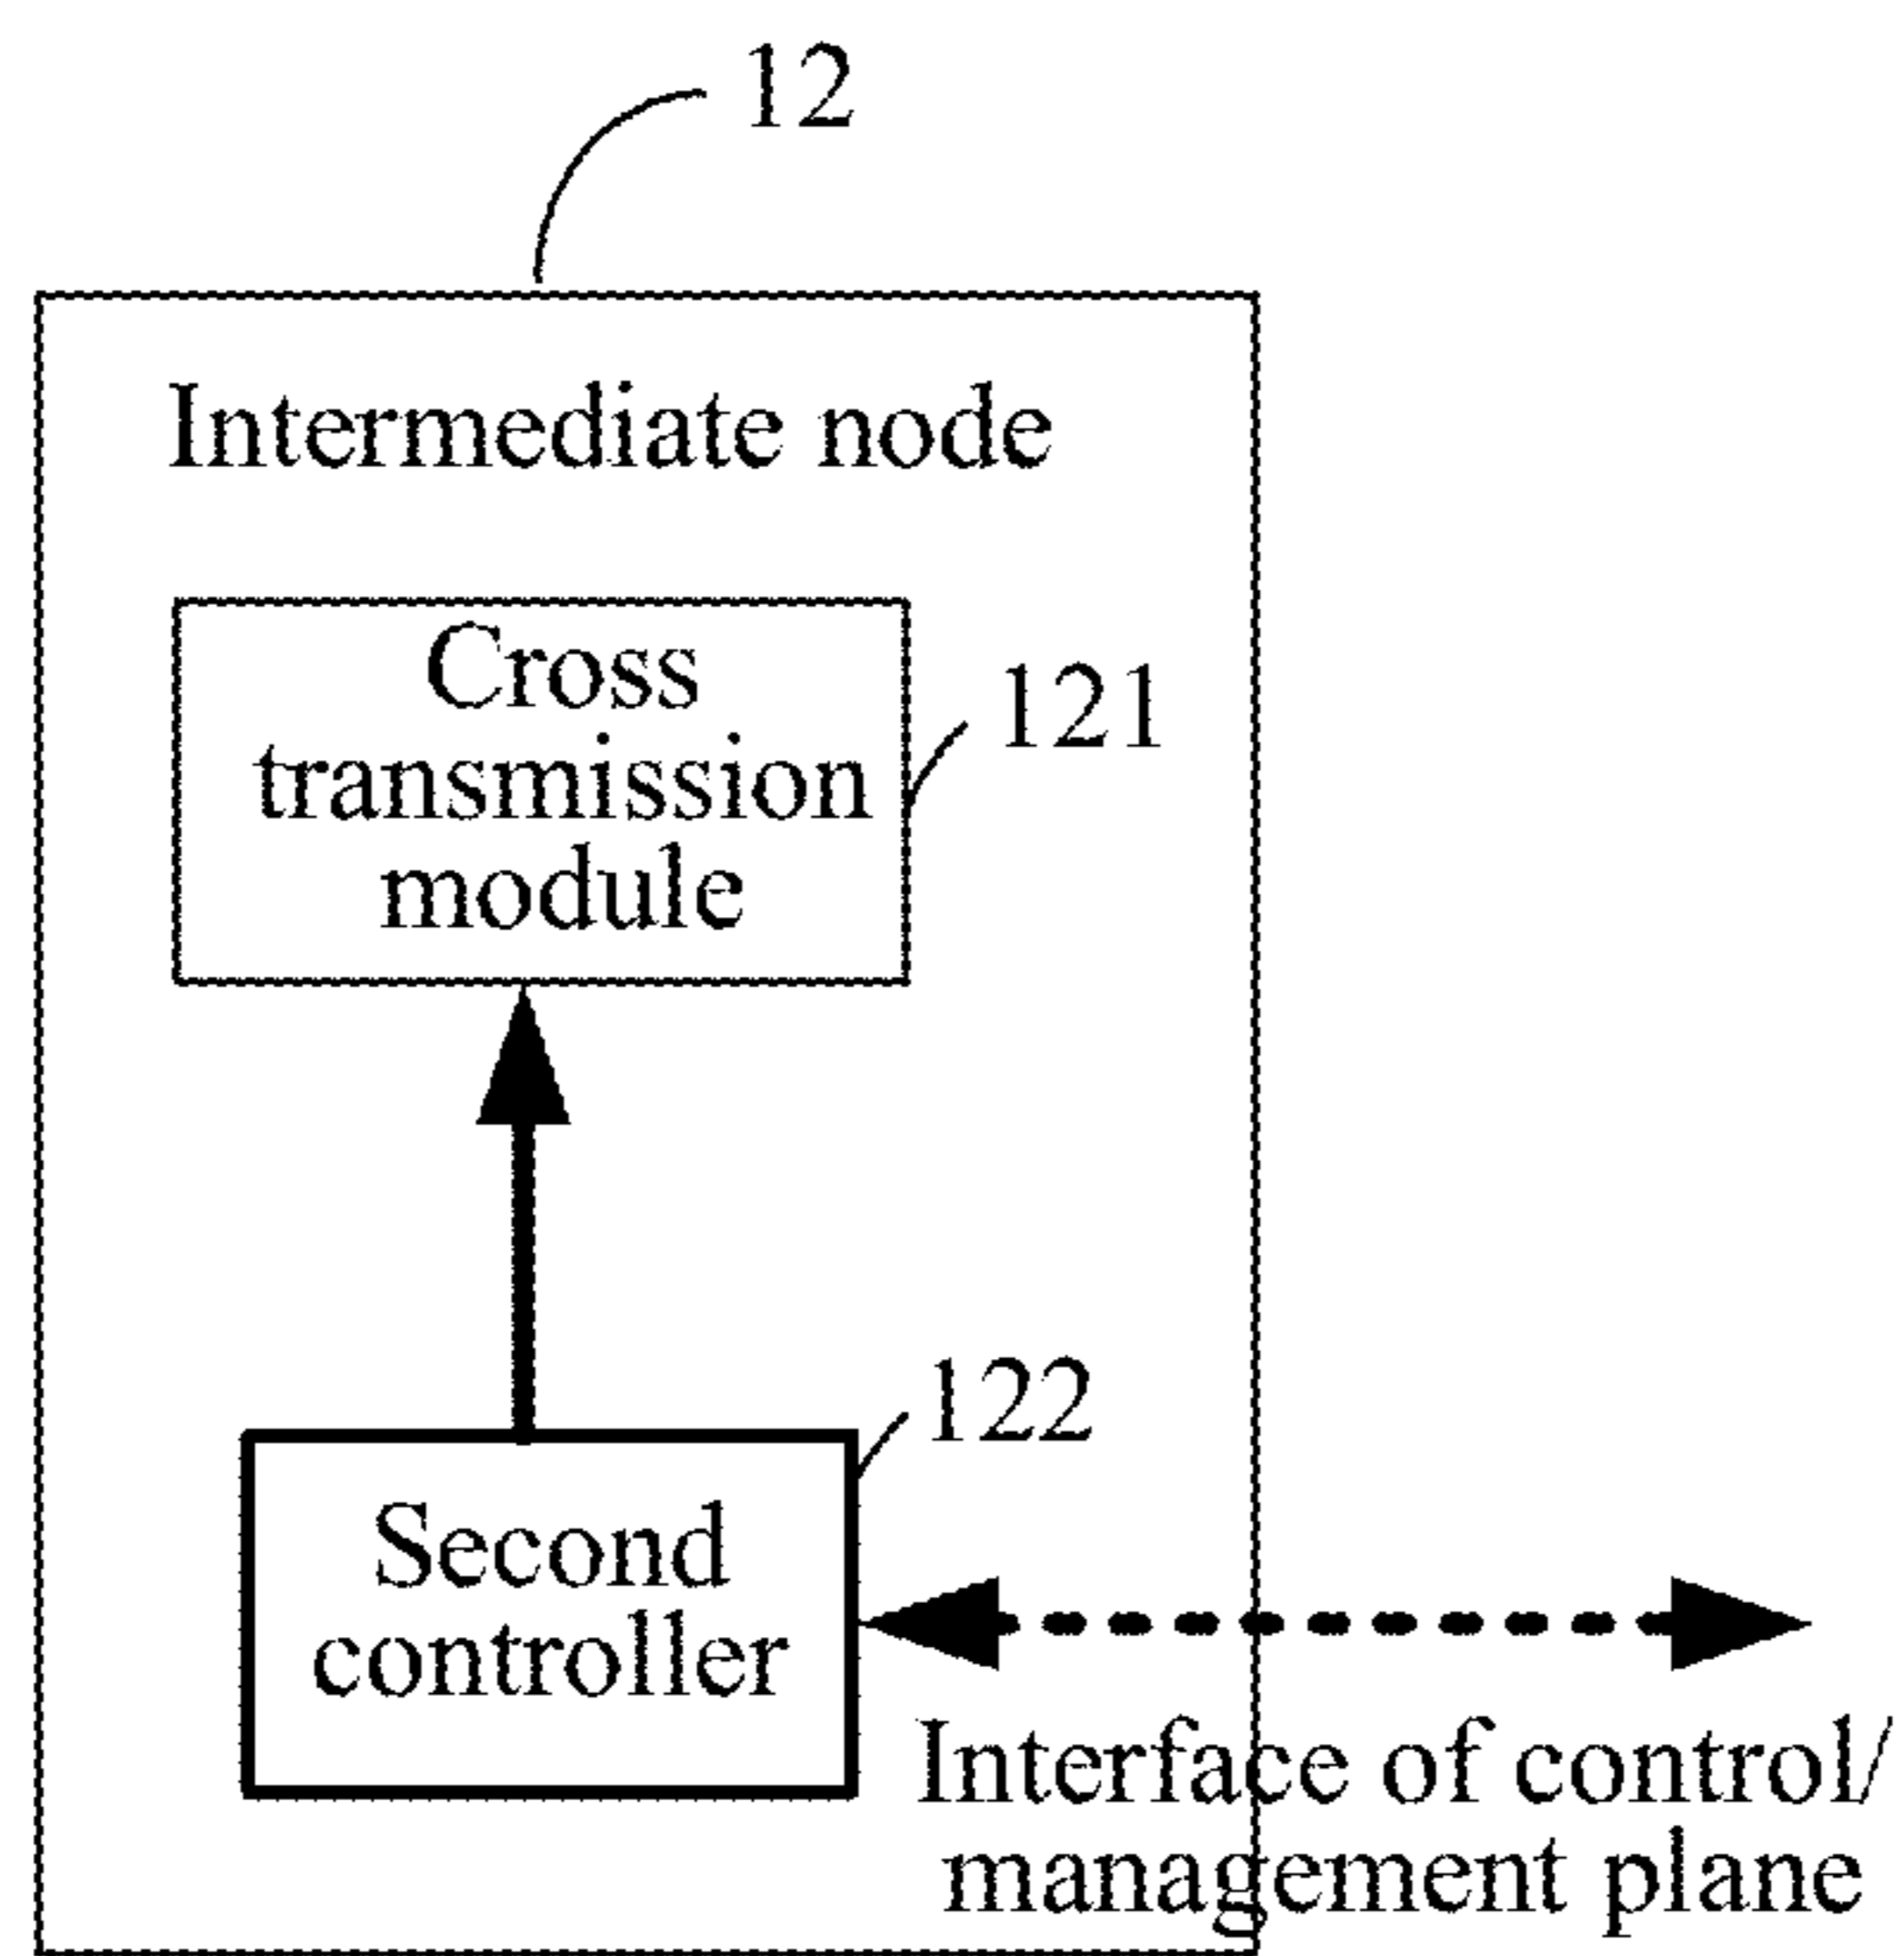 12
Intermediate node
Cross
transmission
module
121
122
Second
controller
Interface of control/
management plane